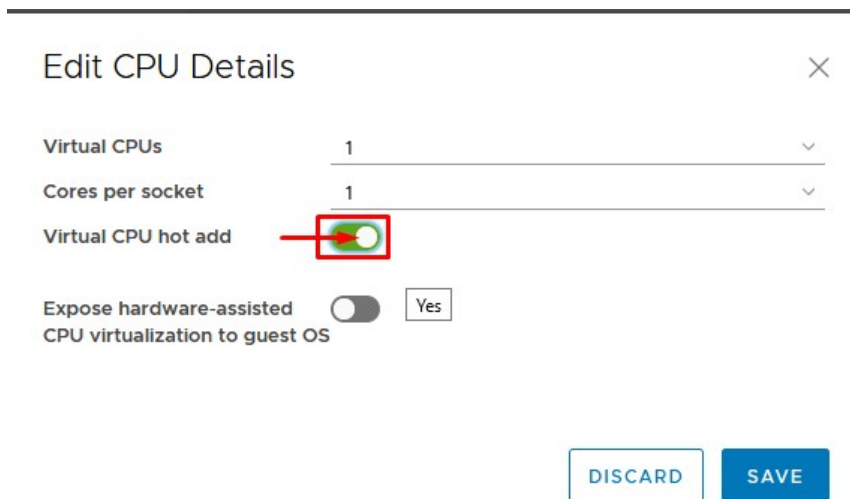 Edit CPU Details
Virtual CPUs 1
Cores per socket 1
Virtual CPU hot add
Expose hardware-assisted Yes
CPU virtualization to guest OS
DISCARD SAVE